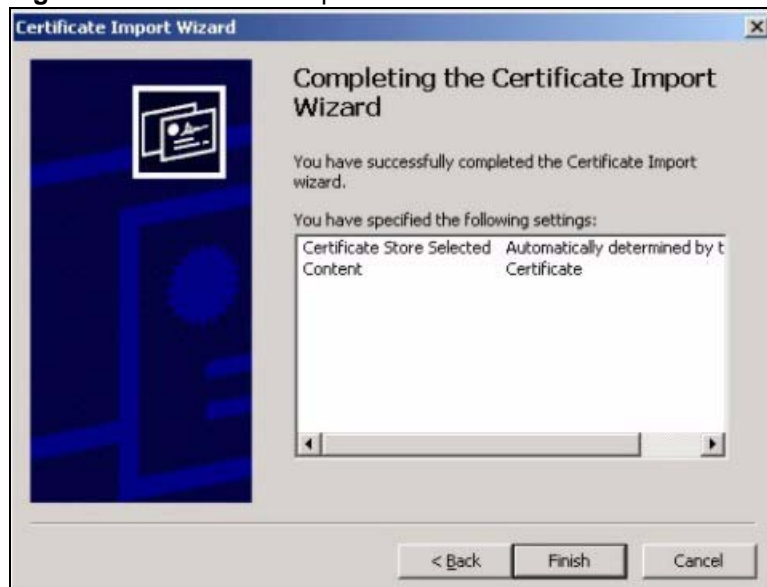 Certificate Import Wizard
Completing the Certificate Import
Wizard
You have successfully completed the Certificate Import
wizard.
You have specified the following settings:
Certificate Store Selected Automatically determined by t
Content Certificate
< Back Finish Cancel